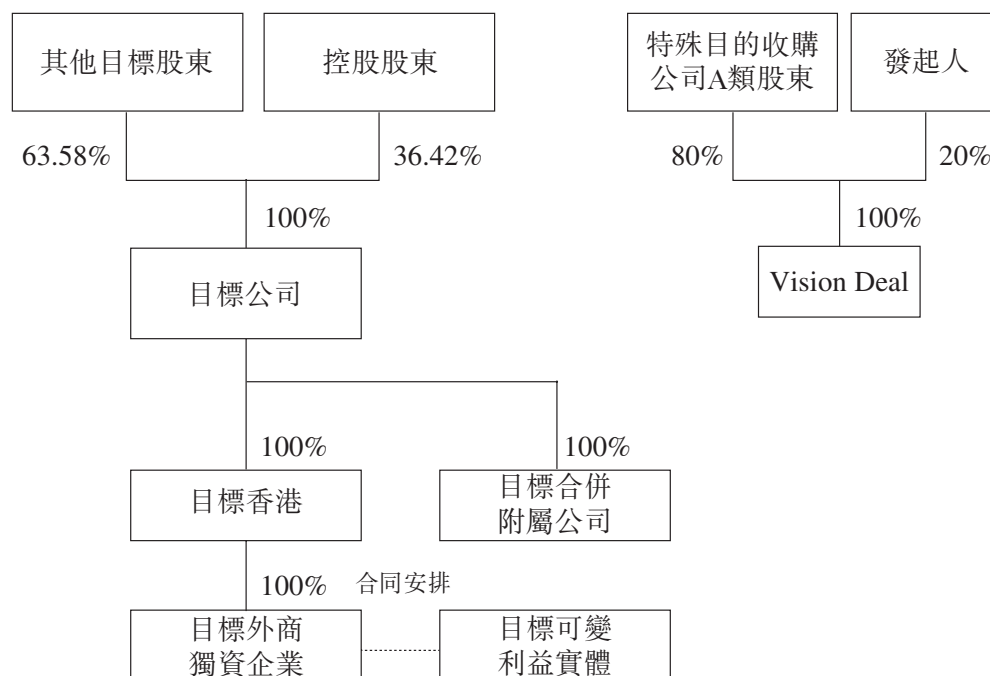 其他目標股東
控股股東
特殊目的收購
公司A類股東
發起人
63.58%
36.42%
80%
20%
100%
100%
目標公司
Vision Deal
100%
100%
目標香港
目標合併
附屬公司
100%
合同安排
目標外商
獨資企業
目標可變
利益實體